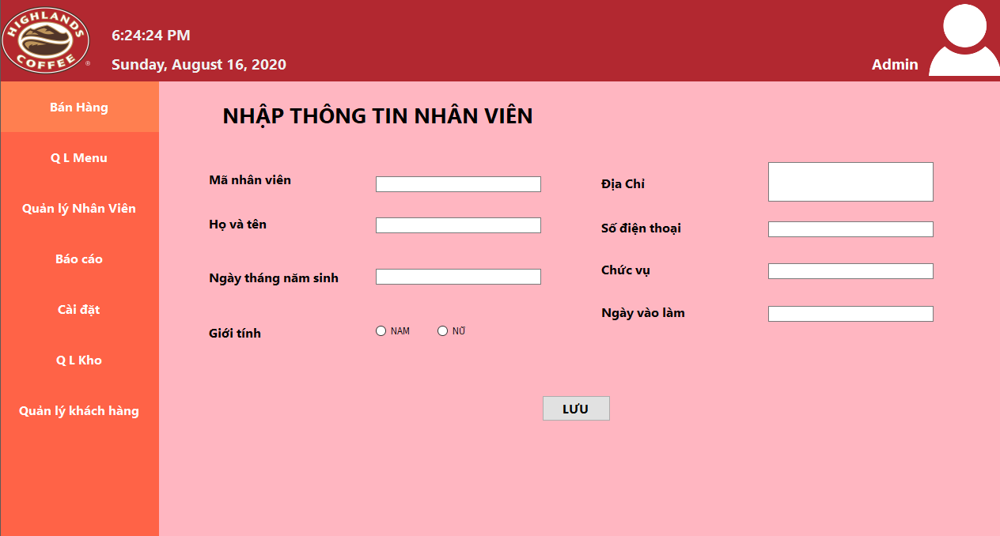 HIGHLANDS
COFFEE
®
6:24:24 PM
Sunday, August 16, 2020
Admin
Bán Hàng
Q L Menu
Quản lý Nhân Viên
Báo cáo
Cài đặt
Q L Kho
Quản lý khách hàng
NHẬP THÔNG TIN NHÂN VIÊN
Mã nhân viên
Họ và tên
Ngày tháng năm sinh
Giới tính
NAM
NỮ
Địa Chỉ
Số điện thoại
Chức vụ
Ngày vào làm
LƯU